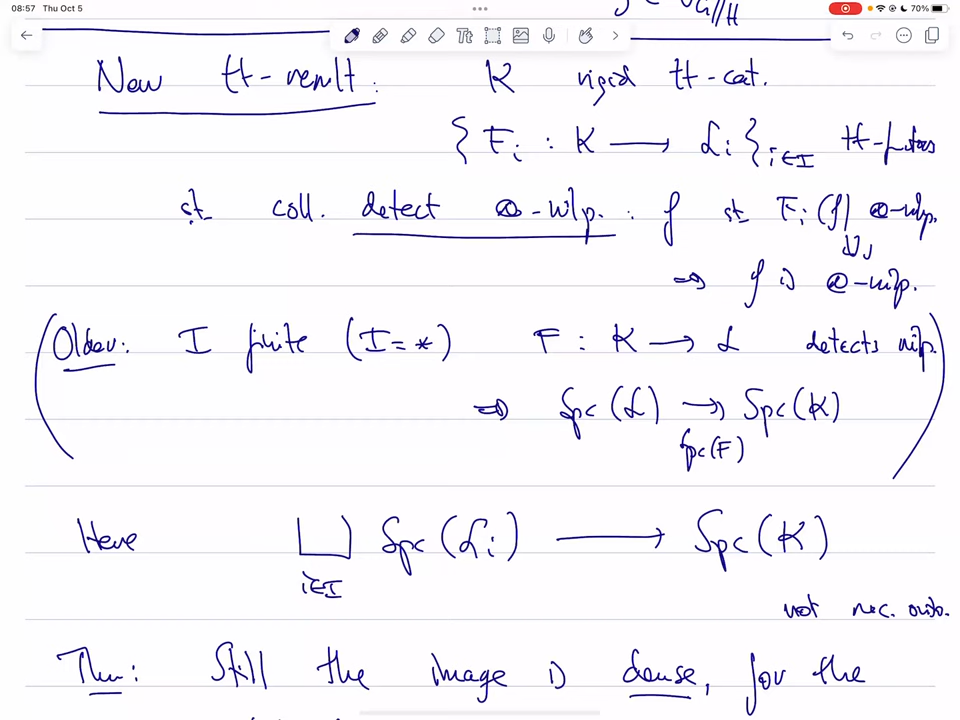 08:57 Thu Oct 5 70%
New tt-result: K rigid tt-cat.
{ F_i : K ⟶ ℒ_i }_{i∈I} tt-functors
st. coll. detect ⊗-nilp. : f st F_i(f) ⊗-nilp.
⇒ f is ⊗-nilp.
( Older: I finite (I=*) F : K ⟶ ℒ detects nilp.
⇒ Spc(ℒ) ↠ Spc(K) )
Spc(F)
Here ⊔ Spc(ℒ_i) ⟶ Spc(K)
i∈I
not nec. onto.
Thm: Still the image is dense, for the